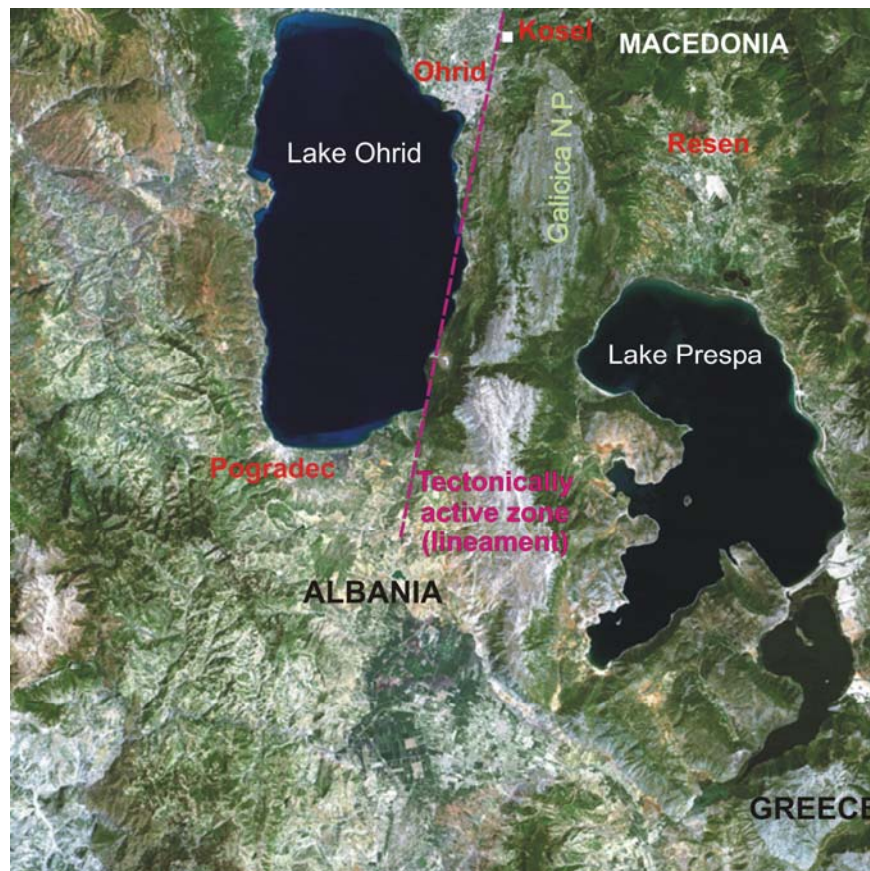 Kosel
MACEDONIA
Ohrid
Galicica N.P.
Resen
Lake Ohrid
Lake Prespa
Pogradec
Tectonically
active zone
(lineament)
ALBANIA
GREECE